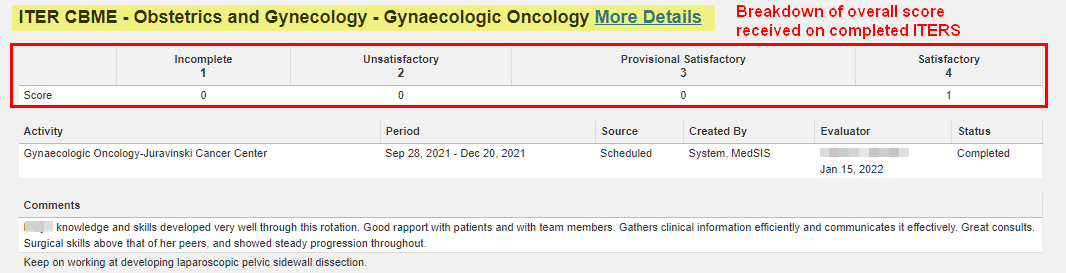 ITER CBME - Obstetrics and Gynecology - Gynaecologic Oncology More Details
Breakdown of overall score
received on completed ITERS
Incomplete Unsatisfactory Provisional Satisfactory Satisfactory
1 2 3 4
Score 0 0 0 1
Activity Period Source Created By Evaluator Status
Gynaecologic Oncology-Juravinski Cancer Center Sep 28, 2021 - Dec 20, 2021 Scheduled System, MedSIS Completed
Jan 15, 2022
Comments
knowledge and skills developed very well through this rotation. Good rapport with patients and with team members. Gathers clinical information efficiently and communicates it effectively. Great consults.
Surgical skills above that of her peers, and showed steady progression throughout.
Keep on working at developing laparoscopic pelvic sidewall dissection.